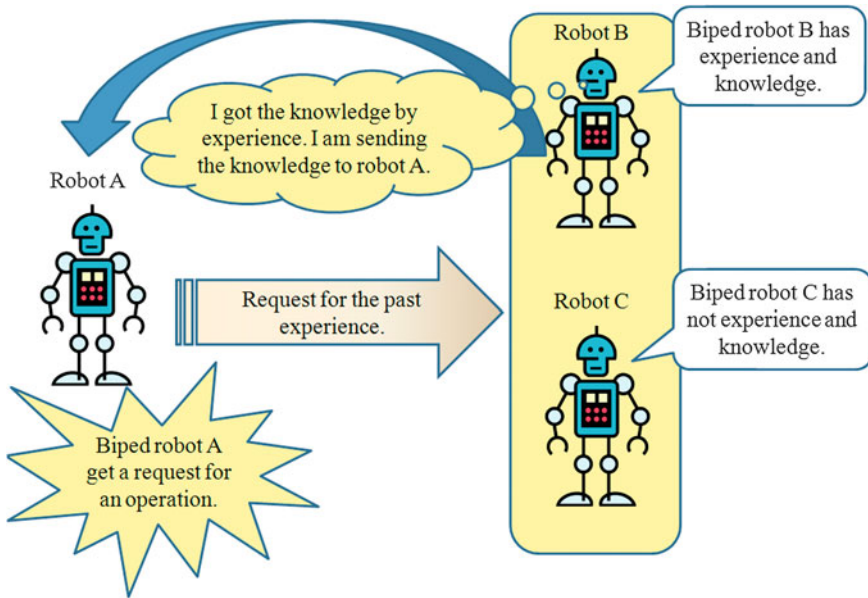 Robot B
Biped robot B has
experience and
knowledge.
I got the knowledge by
experience. I am sending
the knowledge to robot A.
Robot A
Request for the past
experience.
Robot C
Biped robot C has
not experience and
knowledge.
Biped robot A
get a request for
an operation.